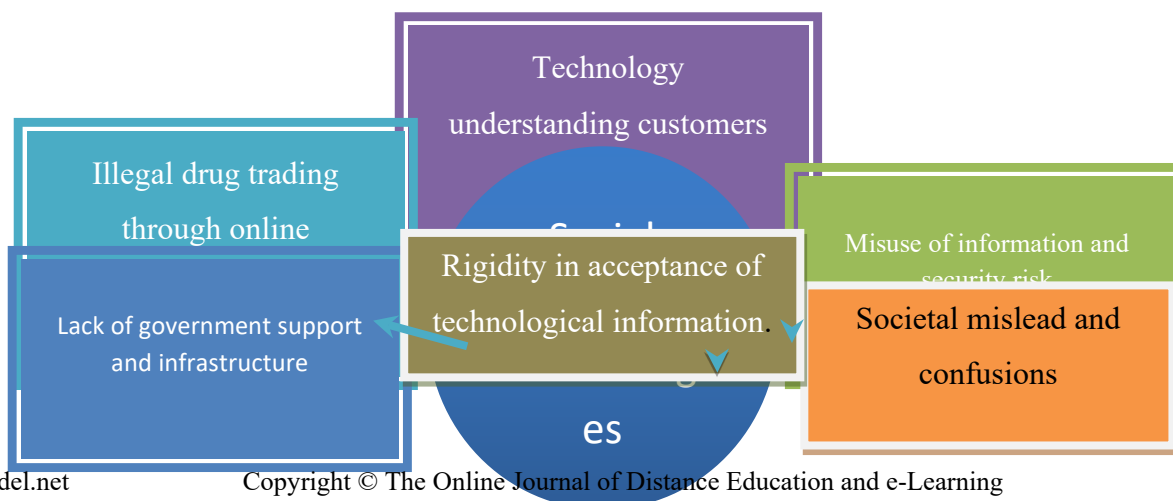 Technology
understanding customers
Illegal drug trading
through online
Misuse of information and
security risk
Rigidity in acceptance of
technological information.
Lack of government support
and infrastructure
Societal mislead and
confusions
es
del.net
Copyright © The Online Journal of Distance Education and e-Learning